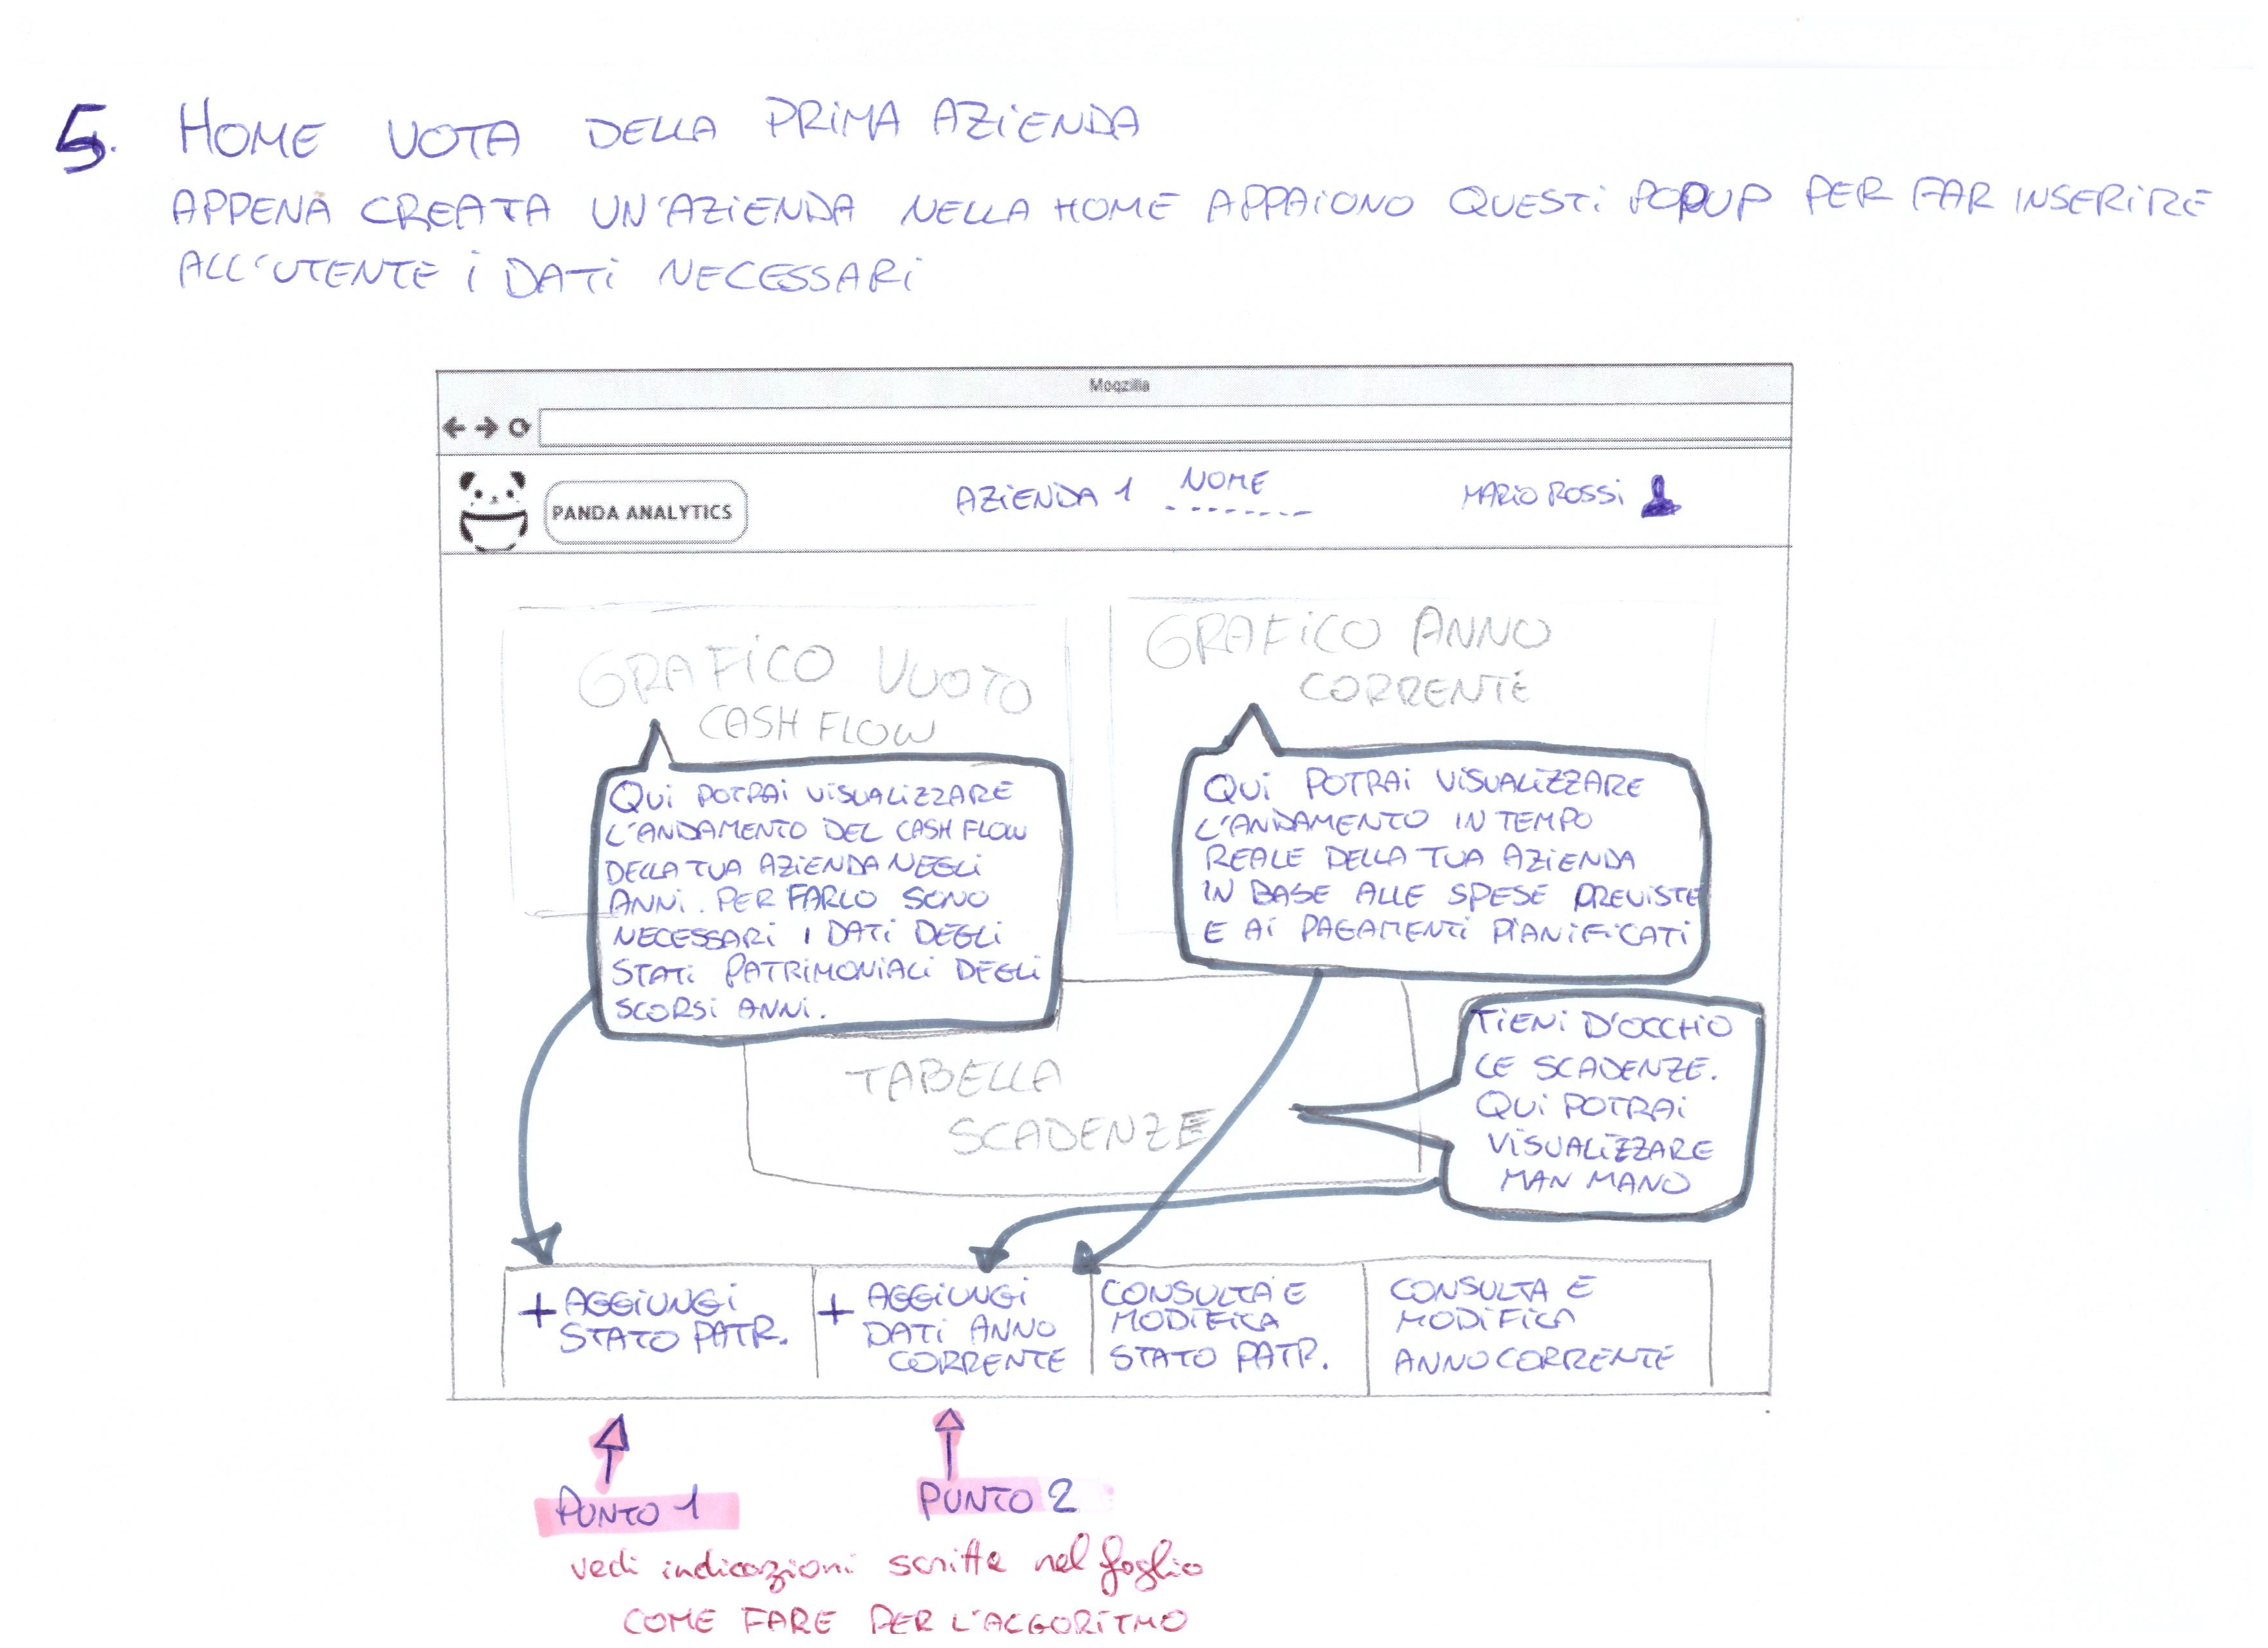 5. HOME VUOTA DELLA PRIMA AZIENDA
APPENA CREATA UN'AZIENDA NELLA HOME APPAIONO QUESTI POPUP PER FAR INSERIRE
ALL'UTENTE I DATI NECESSARI
Moqzilla
PANDA ANALYTICS
AZIENDA 1 NOME
MARIO ROSSI
GRAFICO VUOTO
CASH FLOW
GRAFICO ANNO
CORRENTE
QUI POTRAI VISUALIZZARE
L'ANDAMENTO DEL CASH FLOW
DELLA TUA AZIENDA NEGLI
ANNI. PER FARLO SONO
NECESSARI I DATI DEGLI
STATI PATRIMONIALI DEGLI
SCORSI ANNI.
QUI POTRAI VISUALIZZARE
L'ANDAMENTO IN TEMPO
REALE DELLA TUA AZIENDA
IN BASE ALLE SPESE PREVISTE
E AI PAGAMENTI PIANIFICATI
TABELLA
SCADENZE
TIENI D'OCCHIO
LE SCADENZE.
QUI POTRAI
VISUALIZZARE
MAN MANO
+ AGGIUNGI
STATO PATR.
+ AGGIUNGI
DATI ANNO
CORRENTE
CONSULTA E
MODIFICA
STATO PATR.
CONSULTA E
MODIFICA
ANNO CORRENTE
PUNTO 1
PUNTO 2
vedi indicazioni scritte nel foglio
COME FARE PER L'ALGORITMO